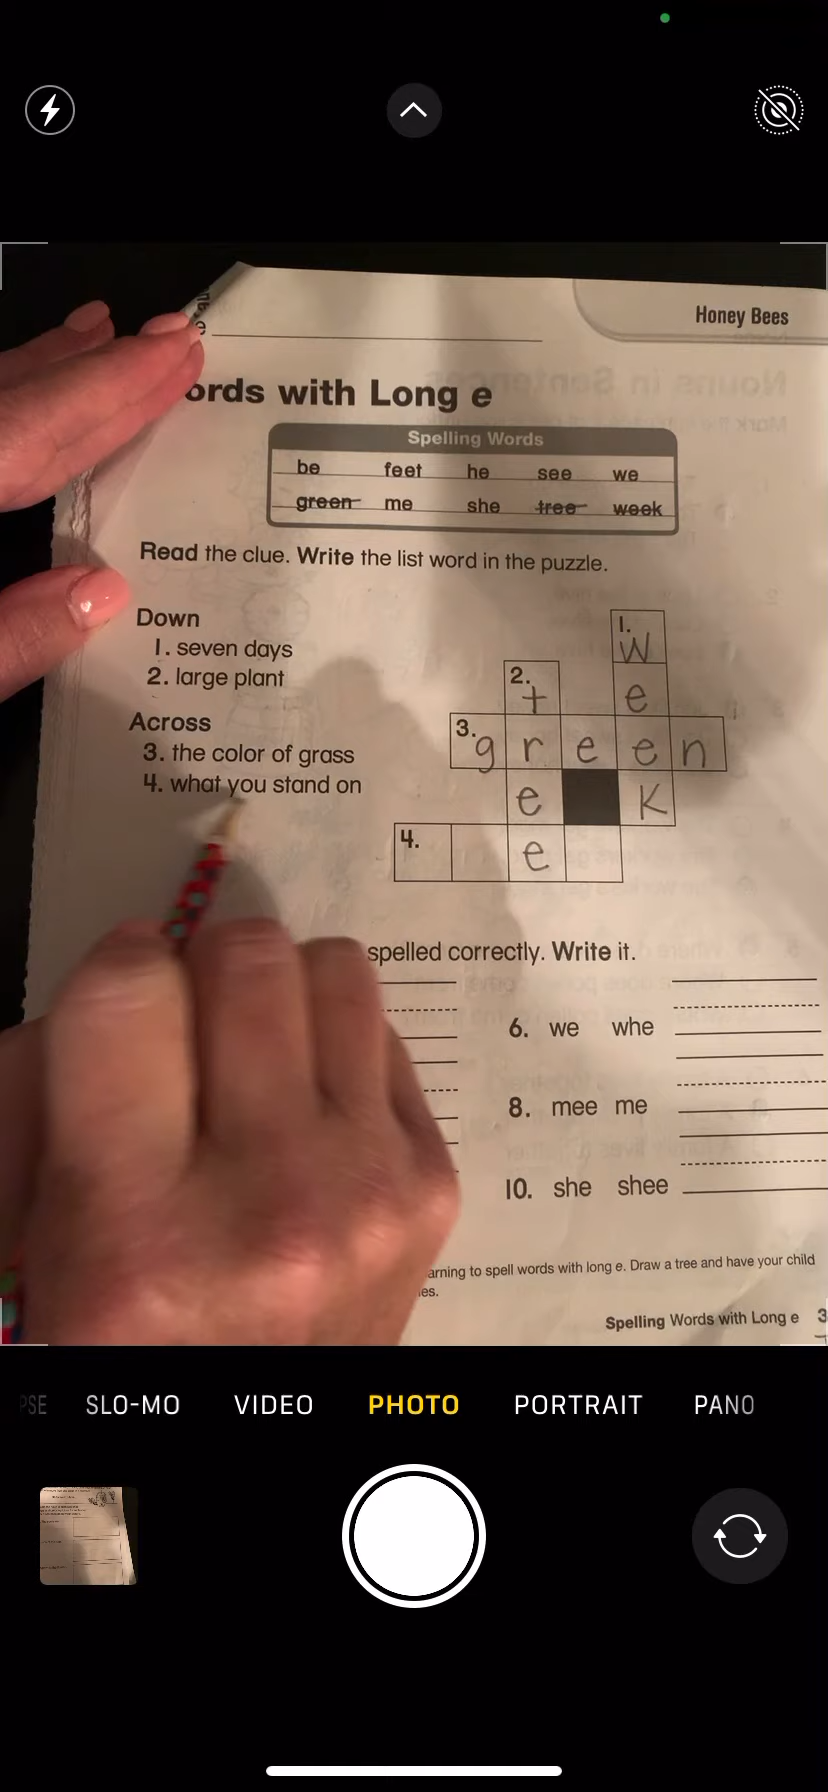 Honey Bees
ords with Long e
Spelling Words
be feet he see we
green me she tree week
Read the clue. Write the list word in the puzzle.
Down
1. seven days
2. large plant
Across
3. the color of grass
4. what you stand on
1. w
2. t e
3. g r e e n
e k
4. e
spelled correctly. Write it.
6. we whe
8. mee me
10. she shee
arning to spell words with long e. Draw a tree and have your child
es.
Spelling Words with Long e 3
SLO-MO VIDEO PHOTO PORTRAIT PANO